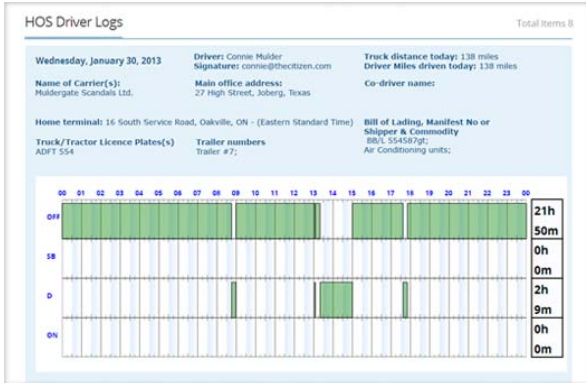 HOS Driver Logs
Total Items 8
Wednesday, January 30, 2013
Driver: Connie Mulder
Signature: connie@thecitizen.com
Truck distance today: 138 miles
Driver Miles driven today: 138 miles
Name of Carrier(s):
Muldergate Scandals Ltd.
Main office address:
27 High Street, Joberg, Texas
Co-driver name:
Home terminal: 16 South Service Road, Oakville, ON - (Eastern Standard Time)
Bill of Lading, Manifest No or
Shipper & Commodity
BB/L 554587gt;
Air Conditioning units;
Truck/Tractor Licence Plates(s)
ADFT 554
Trailer numbers
Trailer #7;
00 01 02 03 04 05 06 07 08 09 10 11 12 13 14 15 16 17 18 19 20 21 22 23 00
OFF
21h
50m
SB
0h
0m
D
2h
9m
ON
0h
0m